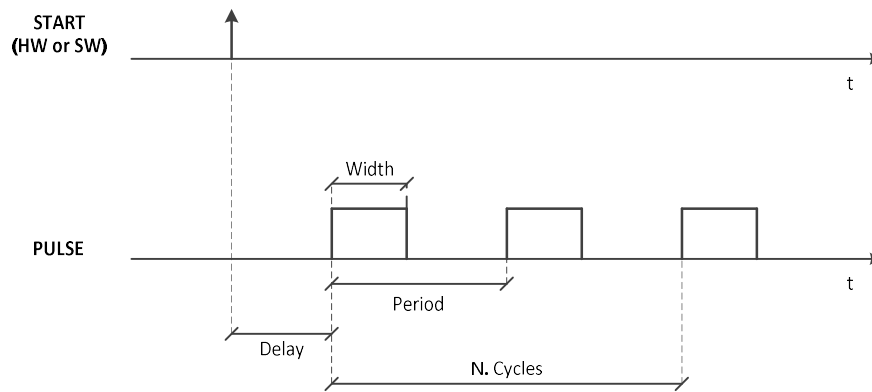 START
(HW or SW)
t
Width
PULSE
t
Period
Delay
N. Cycles